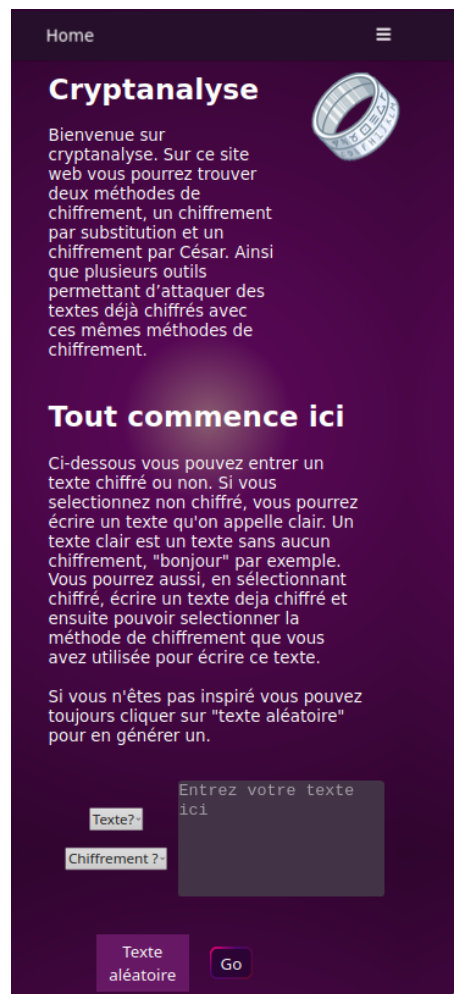 Home
Cryptanalyse
Bienvenue sur
cryptanalyse. Sur ce site
web vous pourrez trouver
deux méthodes de
chiffrement, un chiffrement
par substitution et un
chiffrement par César. Ainsi
que plusieurs outils
permettant d’attaquer des
textes déjà chiffrés avec
ces mêmes méthodes de
chiffrement.
Tout commence ici
Ci-dessous vous pouvez entrer un
texte chiffré ou non. Si vous
selectionnez non chiffré, vous pourrez
écrire un texte qu'on appelle clair. Un
texte clair est un texte sans aucun
chiffrement, "bonjour" par exemple.
Vous pourrez aussi, en sélectionnant
chiffré, écrire un texte deja chiffré et
ensuite pouvoir selectionner la
méthode de chiffrement que vous
avez utilisée pour écrire ce texte.
Si vous n'êtes pas inspiré vous pouvez
toujours cliquer sur "texte aléatoire"
pour en générer un.
Entrez votre texte
ici
Texte?
Chiffrement ?
Texte
aléatoire
Go